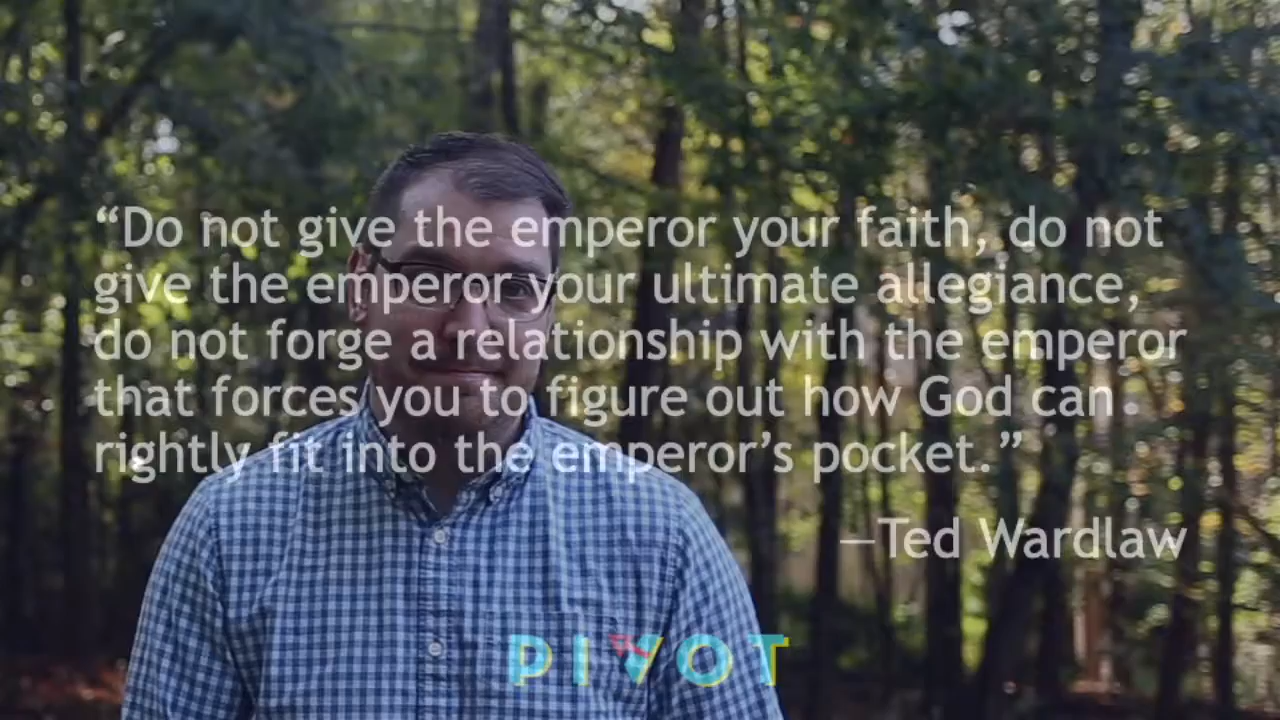 “Do not give the emperor your faith, do not
give the emperor your ultimate allegiance,
do not forge a relationship with the emperor
that forces you to figure out how God can
rightly fit into the emperor’s pocket.”
—Ted Wardlaw
PIVOT